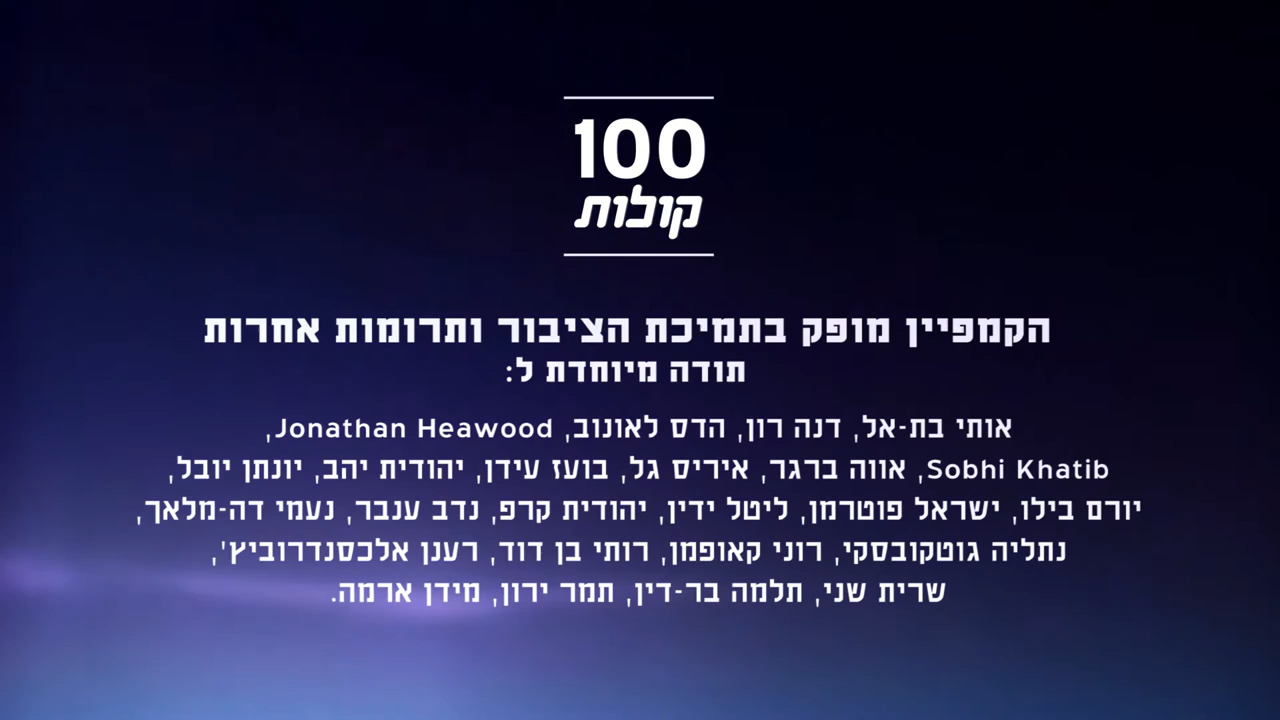 100
קולות
הקמפיין מופק בתמיכת הציבור ותרומות אחרות
תודה מיוחדת ל:
אותי בת-אל, דנה רון, הדס לאונוב, Jonathan Heawood,
Sobhi Khatib, אווה ברגר, איריס גל, בועז עידן, יהודית יהב, יונתן יובל,
יורם בילו, ישראל פוטרמן, ליטל ידין, יהודית קרפ, נדב ענבר, נעמי דה-מלאך,
נתליה גוטקובסקי, רוני קאופמן, רותי בן דוד, רענן אלכסנדרוביץ',
שרית שני, תלמה בר-דין, תמר ירון, מידן ארמה.